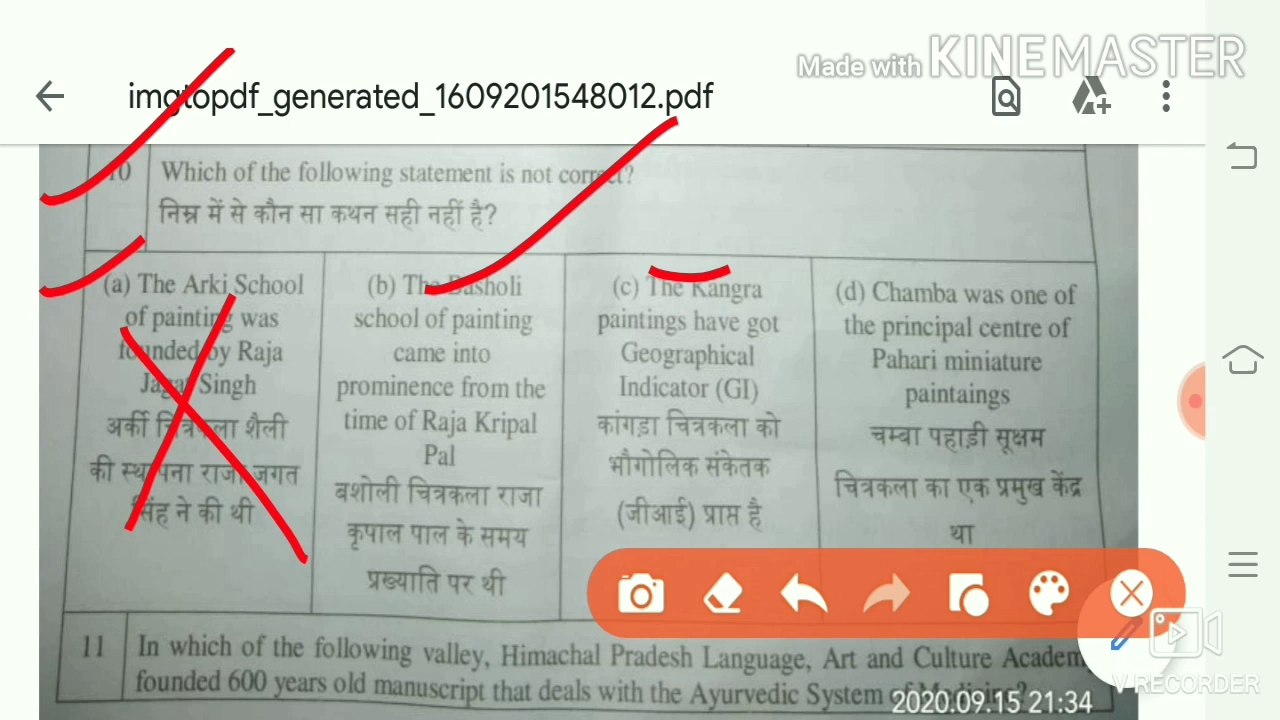 Made with KINEMASTER
imgtopdf_generated_1609201548012.pdf
10 Which of the following statement is not correct?
निम्न में से कौन सा कथन सही नहीं है?
(a) The Arki School
of painting was
founded by Raja
Jagat Singh
अर्की चित्रकला शैली
की स्थापना राजा जगत
सिंह ने की थी
(b) The Basholi
school of painting
came into
prominence from the
time of Raja Kripal
Pal
बशोली चित्रकला राजा
कृपाल पाल के समय
प्रख्याति पर थी
(c) The Kangra
paintings have got
Geographical
Indicator (GI)
कांगड़ा चित्रकला को
भौगोलिक संकेतक
(जीआई) प्राप्त है
(d) Chamba was one of
the principal centre of
Pahari miniature
paintaings
चम्बा पहाड़ी सूक्षम
चित्रकला का एक प्रमुख केंद्र
था
11 In which of the following valley, Himachal Pradesh Language, Art and Culture Academ
founded 600 years old manuscript that deals with the Ayurvedic System of Medicine?
2020.09.15 21:34
V RECORDER